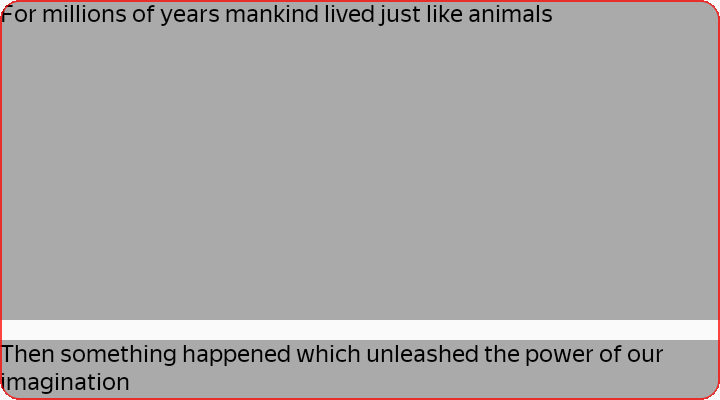 For millions of years mankind lived just like animals
Then something happened which unleashed the power of our
imagination